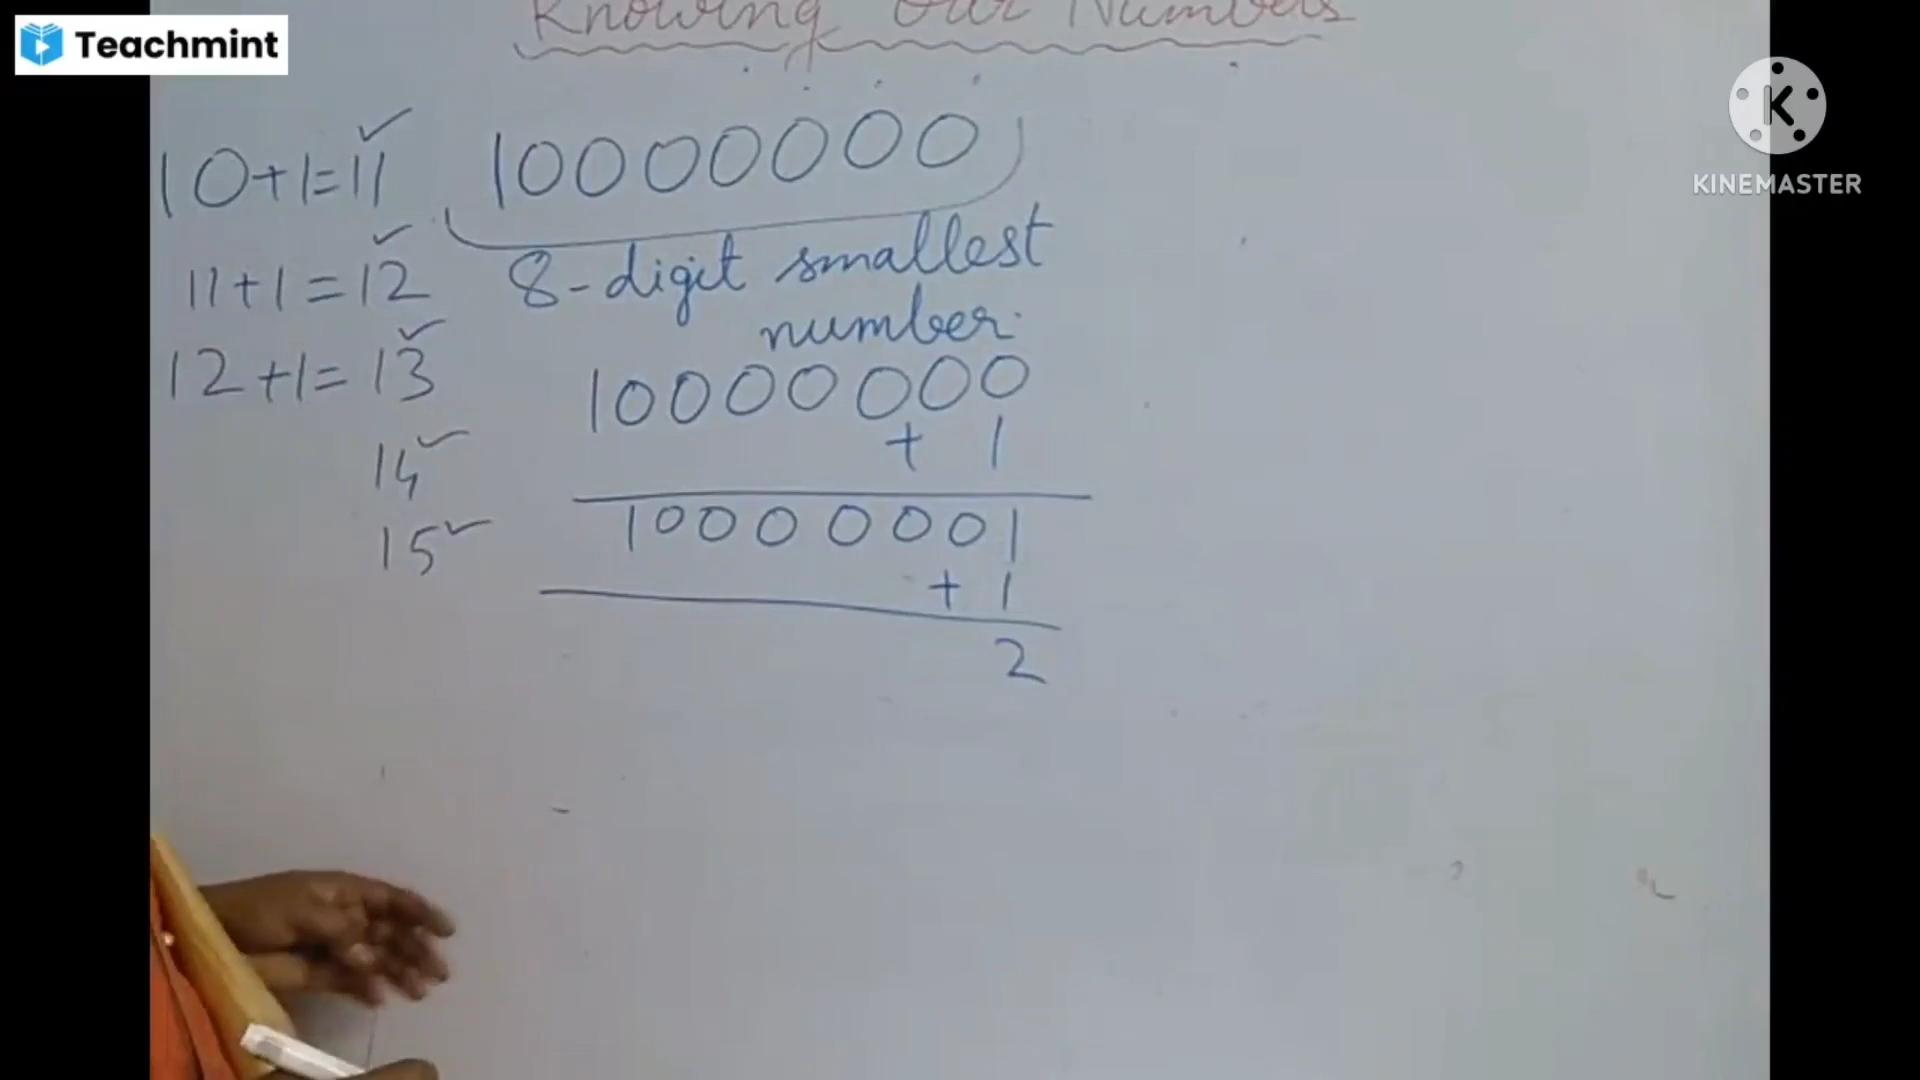 Teachmint
Knowing Our Numbers
KINEMASTER
10+1=11 ✓
11+1=12 ✓
12+1=13 ✓
14 ✓
15 ✓
10000000
8-digit smallest
number.
10000000
+ 1
10000001
+ 1
2